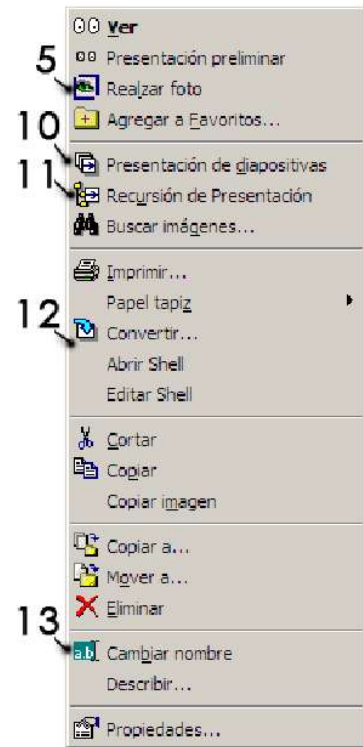 Ver
Presentación preliminar
5 Realzar foto
Agregar a Favoritos...
10 Presentación de diapositivas
11 Recursión de Presentación
Buscar imágenes...
Imprimir...
Papel tapiz
12 Convertir...
Abrir Shell
Editar Shell
Cortar
Copiar
Copiar imagen
Copiar a...
Mover a...
Eliminar
13 a.b Cambiar nombre
Describir...
Propiedades...